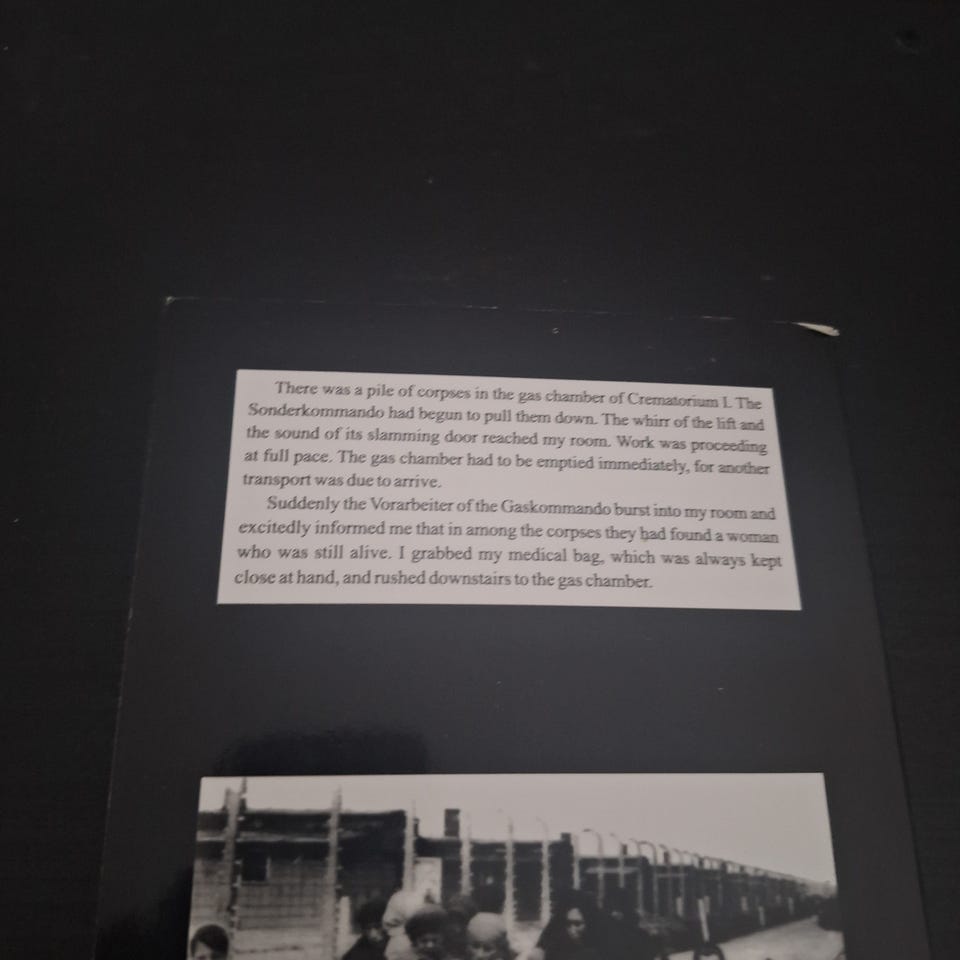 There was a pile of corpses in the gas chamber of Crematorium I. The
Sonderkommando had begun to pull them down. The whirr of the lift and
the sound of its slamming door reached my room. Work was proceeding
at full pace. The gas chamber had to be emptied immediately, for another
transport was due to arrive.
Suddenly the Vorarbeiter of the Gaskommando burst into my room and
excitedly informed me that in among the corpses they had found a woman
who was still alive. I grabbed my medical bag, which was always kept
close at hand, and rushed downstairs to the gas chamber.